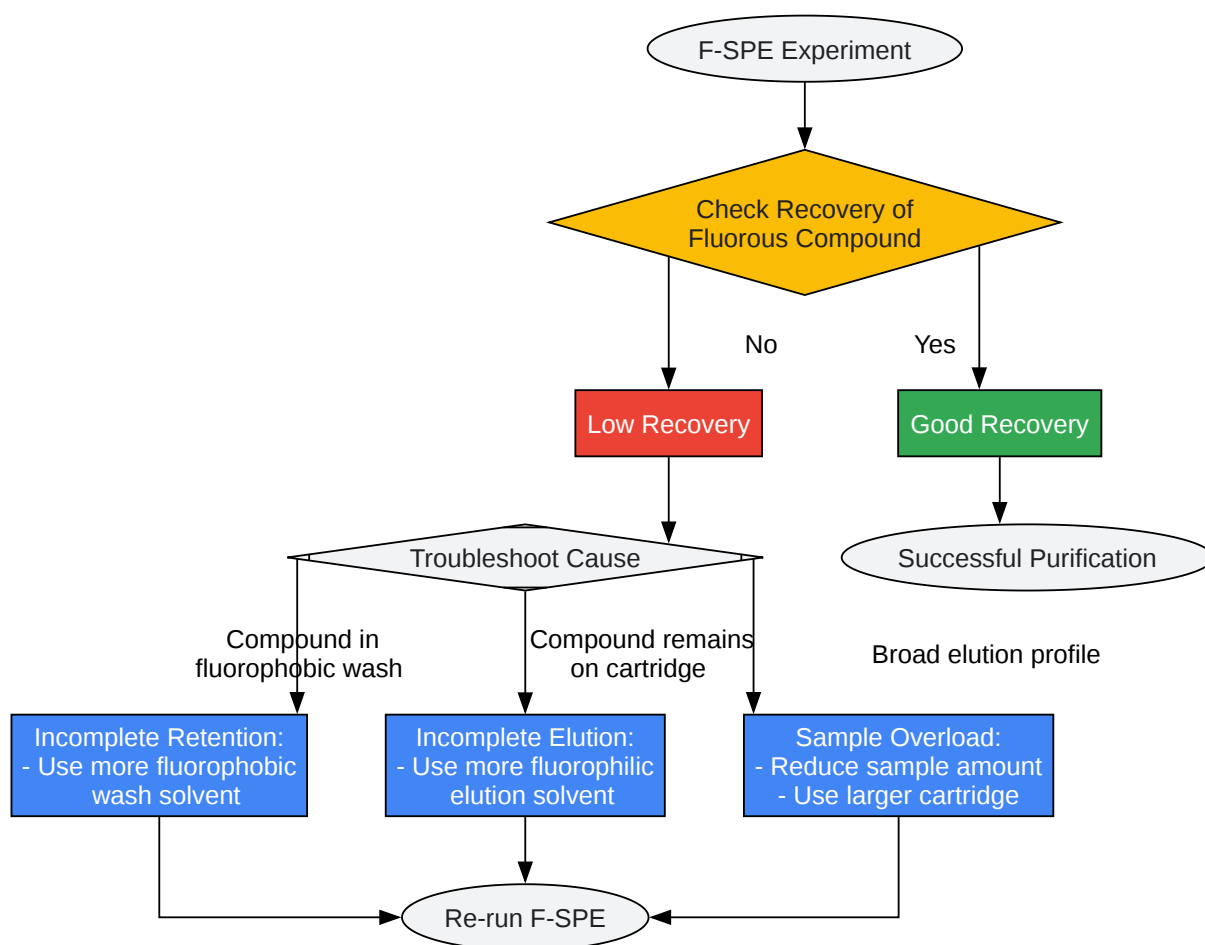 F-SPE Experiment
Check Recovery of
Fluorous Compound
No
Yes
Low Recovery
Good Recovery
Troubleshoot Cause
Successful Purification
Compound in
fluorophobic wash
Compound remains
on cartridge
Broad elution profile
Incomplete Retention:
- Use more fluorophobic
wash solvent
Incomplete Elution:
- Use more fluorophilic
elution solvent
Sample Overload:
- Reduce sample amount
- Use larger cartridge
Re-run F-SPE